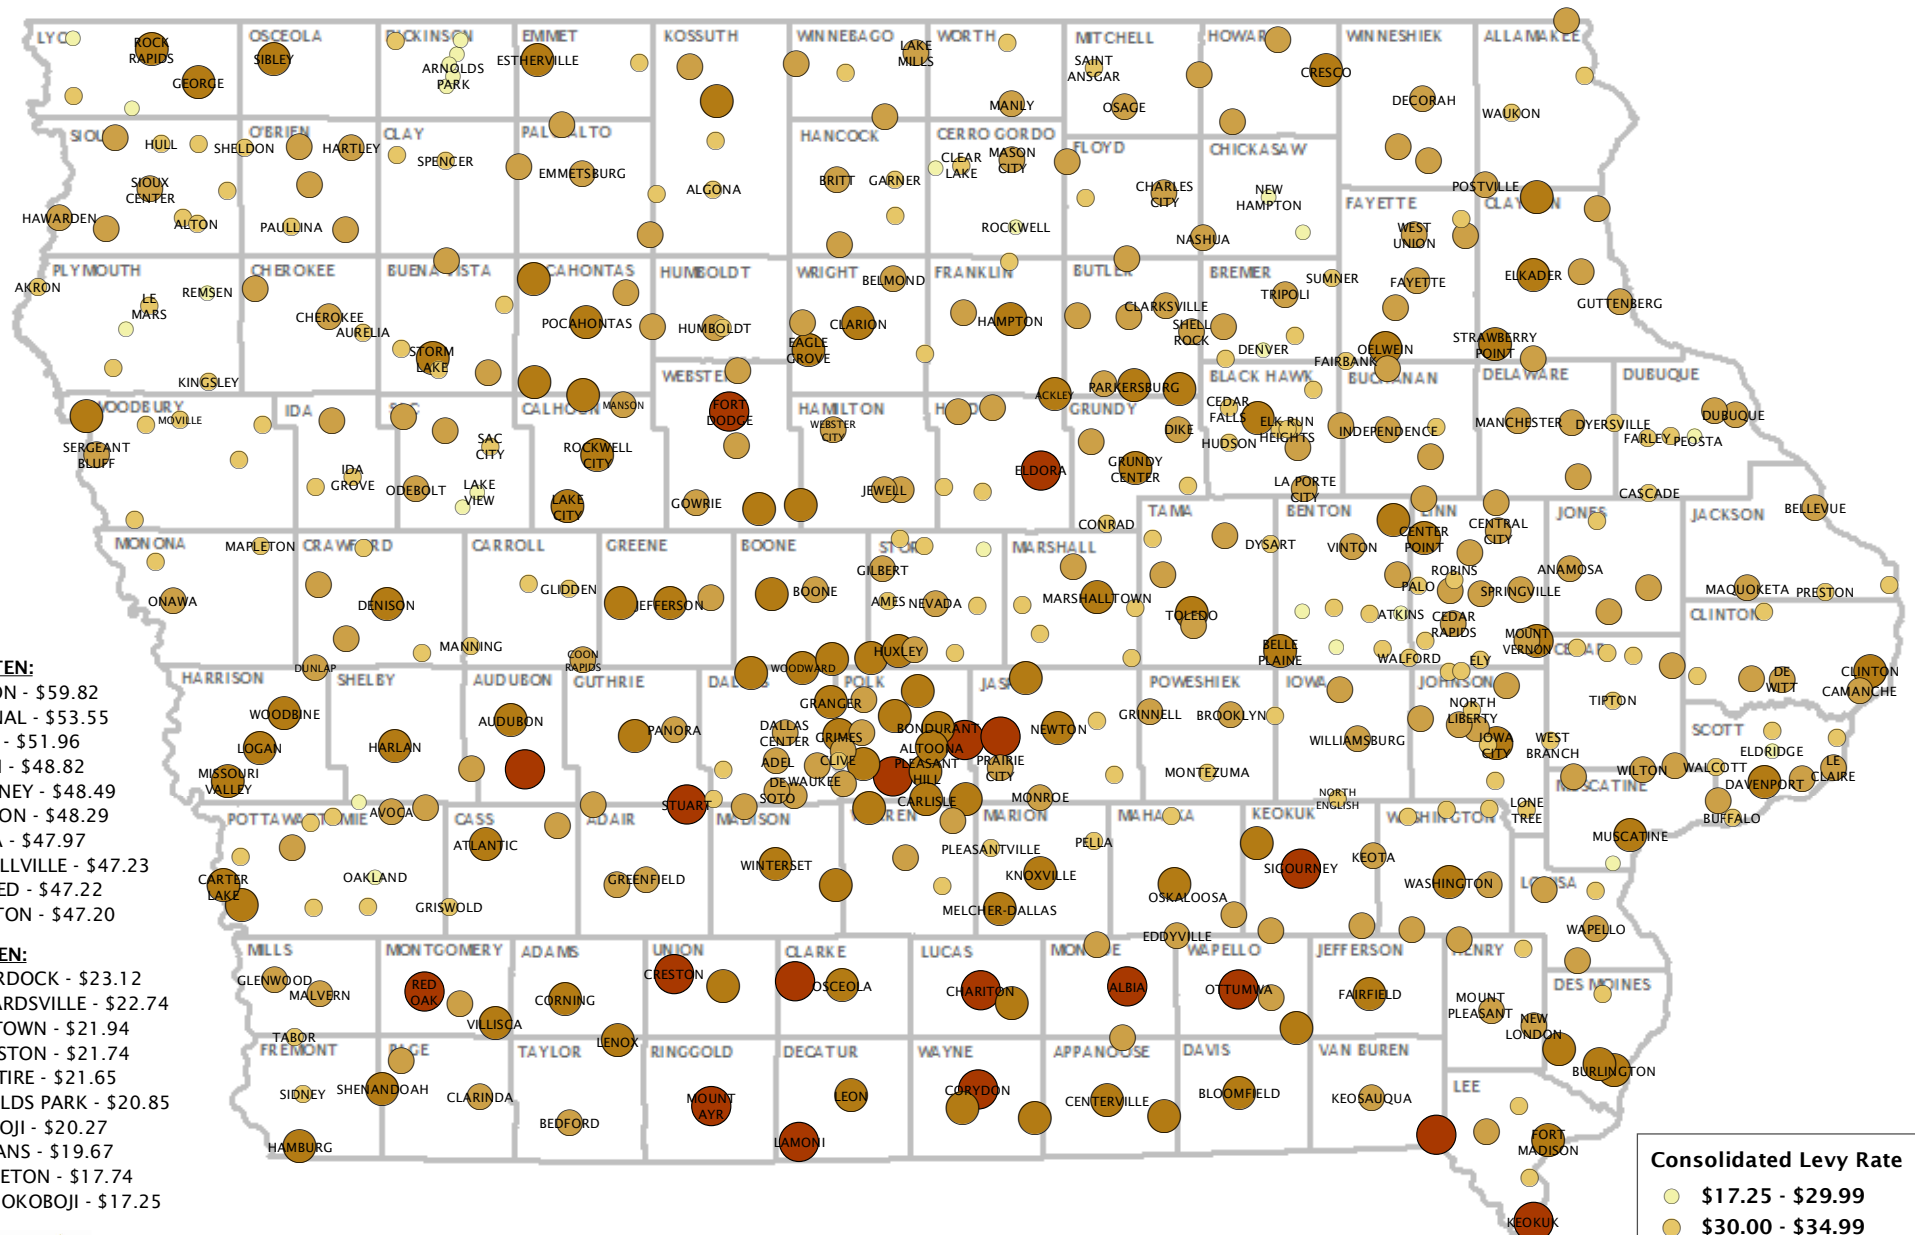 LYO
ROCK
RAPIDS
GEORGE
OSCEOLA
SIBLEY
DICKINSON
ARNOLDS
PARK
EMMET
ESTHERVILLE
KOSSUTH
WINNEBAGO
LAKE
MILLS
WORTH
MANLY
MITCHELL
SAINT
ANSGAR
OSAGE
HOWARD
CRESCO
WINNESHIEK
DECORAH
ALLAMAKEE
WAUKON
SIOU
HULL
SHELDON
SIOUX
CENTER
HAWARDEN
ALTON
O'BRIEN
HARTLEY
PAULLINA
CLAY
SPENCER
PALO ALTO
EMMETSBURG
ALGONA
HANCOCK
BRITT
GARNER
CERRO GORDO
CLEAR
LAKE
MASON
CITY
ROCKWELL
FLOYD
CHARLES
CITY
CHICKASAW
NEW
HAMPTON
NASHUA
FAYETTE
WEST
UNION
FAYETTE
OELWEIN
FAIRBANK
POSTVILLE
CLAYTON
ELKADER
GUTTENBERG
STRAWBERRY
POINT
PLYMOUTH
AKRON
LE
MARS
REMSEN
KINGSLEY
CHEROKEE
CHEROKEE
AURELIA
BUENA VISTA
STORM
LAKE
POCAHONTAS
POCAHONTAS
HUMBOLDT
HUMBOLDT
WRIGHT
BELMOND
CLARION
EAGLE
GROVE
FRANKLIN
HAMPTON
BUTLER
CLARKSVILLE
SHELL
ROCK
PARKERSBURG
BREMER
SUMNER
TRIPOLI
DENVER
WOODBURY
MOVILLE
SERGEANT
BLUFF
IDA
IDA
GROVE
SAC
SAC
CITY
ODEBOLT
LAKE
VIEW
CALHOUN
MANSON
ROCKWELL
CITY
LAKE
CITY
WEBSTER
FORT
DODGE
GOWRIE
HAMILTON
WEBSTER
CITY
JEWELL
ACKLEY
ELDORA
GRUNDY
DIKE
GRUNDY
CENTER
CONRAD
BLACK HAWK
CEDAR
FALLS
ELK RUN
HEIGHTS
HUDSON
LA PORTE
CITY
BUCHANAN
INDEPENDENCE
DELAWARE
MANCHESTER
DUBUQUE
DUBUQUE
DYERSVILLE
FARLEY
PEOSTA
CASCADE
MONONA
MAPLETON
ONAWA
CRAWFORD
DENISON
DUNLAP
CARROLL
GLIDDEN
MANNING
COON
RAPIDS
GREENE
JEFFERSON
BOONE
BOONE
STORY
GILBERT
AMES
NEVADA
HUXLEY
MARSHALL
MARSHALLTOWN
TAMA
TOLEDO
DYSART
BENTON
VINTON
BELLE
PLAINE
ATKINS
WALFORD
LINN
CENTER
POINT
CENTRAL
CITY
ROBINS
PALO
SPRINGVILLE
CEDAR
RAPIDS
ELY
MOUNT
VERNON
JONES
ANAMOSA
JACKSON
BELLEVUE
MAQUOKETA
PRESTON
CLINTON
DE
WITT
CLINTON
CAMANCHE
CEDAR
TIPTON
WEST
BRANCH
HARRISON
WOODBINE
LOGAN
MISSOURI
VALLEY
SHELBY
HARLAN
AUDUBON
AUDUBON
GUTHRIE
PANORA
STUART
DALLAS
WOODWARD
GRANGER
DALLAS
CENTER
ADEL
DE
SOTO
WAUKEE
POLK
GRIMES
CLIVE
BONDURANT
ALTOONA
PLEASANT
HILL
CARLISLE
JASPER
NEWTON
PRAIRIE
CITY
MONROE
POWESHIEK
GRINNELL
BROOKLYN
MONTEZUMA
IOWA
WILLIAMSBURG
NORTH
ENGLISH
JOHNSON
NORTH
LIBERTY
IOWA
CITY
LONE
TREE
SCOTT
ELDRIDGE
WALCOTT
DAVENPORT
LE
CLAIRE
BUFFALO
MUSCATINE
WILTON
MUSCATINE
POTTAWATTAMIE
AVOCA
CARTER
LAKE
OAKLAND
CASS
ATLANTIC
GRISWOLD
ADAIR
GREENFIELD
MADISON
WINTERSET
WARREN
MARION
PLEASANTVILLE
PELLA
KNOXVILLE
MELCHER-DALLAS
MAHASKA
OSKALOOSA
EDDYVILLE
KEOKUK
SIGOURNEY
KEOTA
WASHINGTON
WASHINGTON
LOUISA
WAPELLO
MILLS
GLENWOOD
MALVERN
TABOR
MONTGOMERY
RED
OAK
VILLISCA
ADAMS
CORNING
LENOX
UNION
CRESTON
CLARKE
OSCEOLA
LUCAS
CHARITON
MONROE
ALBIA
WAPELLO
OTTUMWA
JEFFERSON
FAIRFIELD
HENRY
MOUNT
PLEASANT
NEW
LONDON
DES MOINES
BURLINGTON
FREMONT
SIDNEY
HAMBURG
PAGE
SHENANDOAH
CLARINDA
TAYLOR
BEDFORD
RINGGOLD
MOUNT
AYR
DECATUR
LEON
LAMONI
WAYNE
CORYDON
APPANOOSE
CENTERVILLE
DAVIS
BLOOMFIELD
VAN BUREN
KEOSAUQUA
LEE
FORT
MADISON
KEOKUK
TEN:
ON - $59.82
NAL - $53.55
- $51.96
- $48.82
NEY - $48.49
ON - $48.29
- $47.97
LLVILLE - $47.23
ED - $47.22
TON - $47.20
EN:
RDOCK - $23.12
ARDSVILLE - $22.74
TOWN - $21.94
STON - $21.74
TIRE - $21.65
LDS PARK - $20.85
OJI - $20.27
ANS - $19.67
ETON - $17.74
OKOBOJI - $17.25
Consolidated Levy Rate
$17.25 - $29.99
$30.00 - $34.99